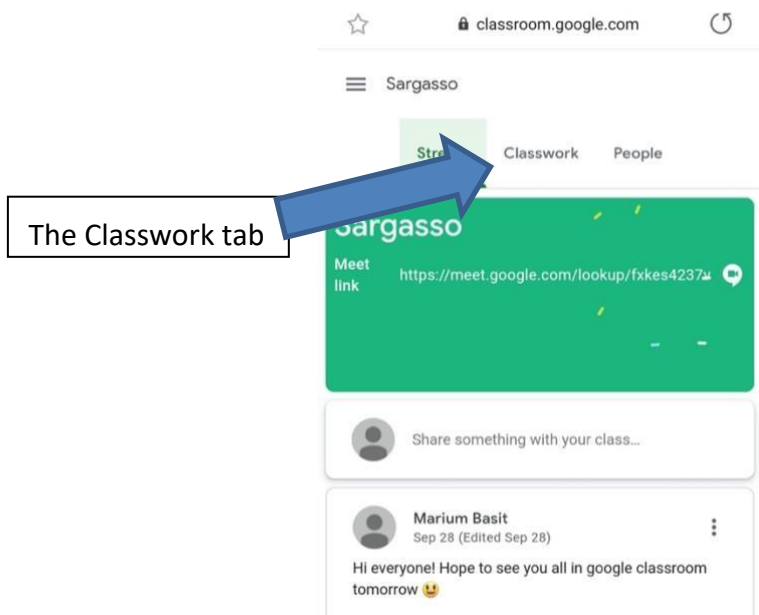 classroom.google.com
Sargasso
Classwork People
The Classwork tab
Sargasso
Meet
link
https://meet.google.com/lookup/fxkes4237
Share something with your class...
Marium Basit
Sep 28 (Edited Sep 28)
Hi everyone! Hope to see you all in google classroom
tomorrow 😃